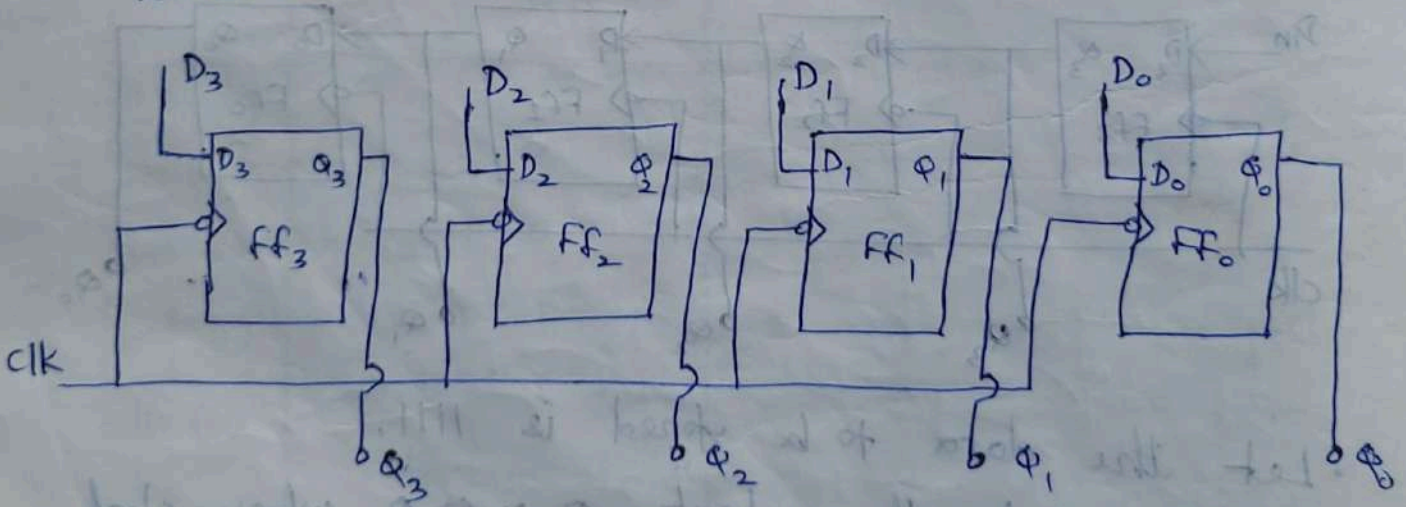 D3 D2 D1 D0
D3 Q3 D2 Q2 D1 Q1 D0 Q0
FF3 FF2 FF1 FF0
Clk
Q3 Q2 Q1 Q0